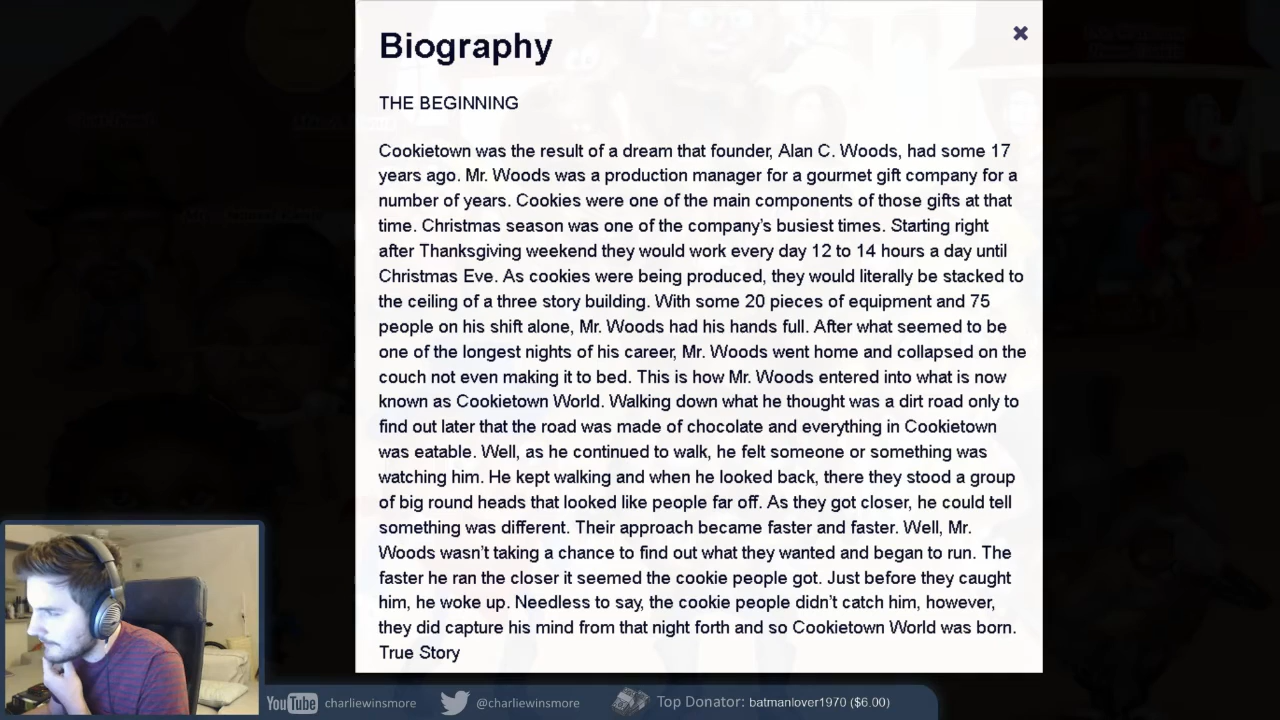 Biography
THE BEGINNING
Cookietown was the result of a dream that founder, Alan C. Woods, had some 17
years ago. Mr. Woods was a production manager for a gourmet gift company for a
number of years. Cookies were one of the main components of those gifts at that
time. Christmas season was one of the company’s busiest times. Starting right
after Thanksgiving weekend they would work every day 12 to 14 hours a day until
Christmas Eve. As cookies were being produced, they would literally be stacked to
the ceiling of a three story building. With some 20 pieces of equipment and 75
people on his shift alone, Mr. Woods had his hands full. After what seemed to be
one of the longest nights of his career, Mr. Woods went home and collapsed on the
couch not even making it to bed. This is how Mr. Woods entered into what is now
known as Cookietown World. Walking down what he thought was a dirt road only to
find out later that the road was made of chocolate and everything in Cookietown
was eatable. Well, as he continued to walk, he felt someone or something was
watching him. He kept walking and when he looked back, there they stood a group
of big round heads that looked like people far off. As they got closer, he could tell
something was different. Their approach became faster and faster. Well, Mr.
Woods wasn’t taking a chance to find out what they wanted and began to run. The
faster he ran the closer it seemed the cookie people got. Just before they caught
him, he woke up. Needless to say, the cookie people didn’t catch him, however,
they did capture his mind from that night forth and so Cookietown World was born.
True Story
YouTube charliewinsmore @charliewinsmore Top Donator: batmanlover1970 ($6.00)